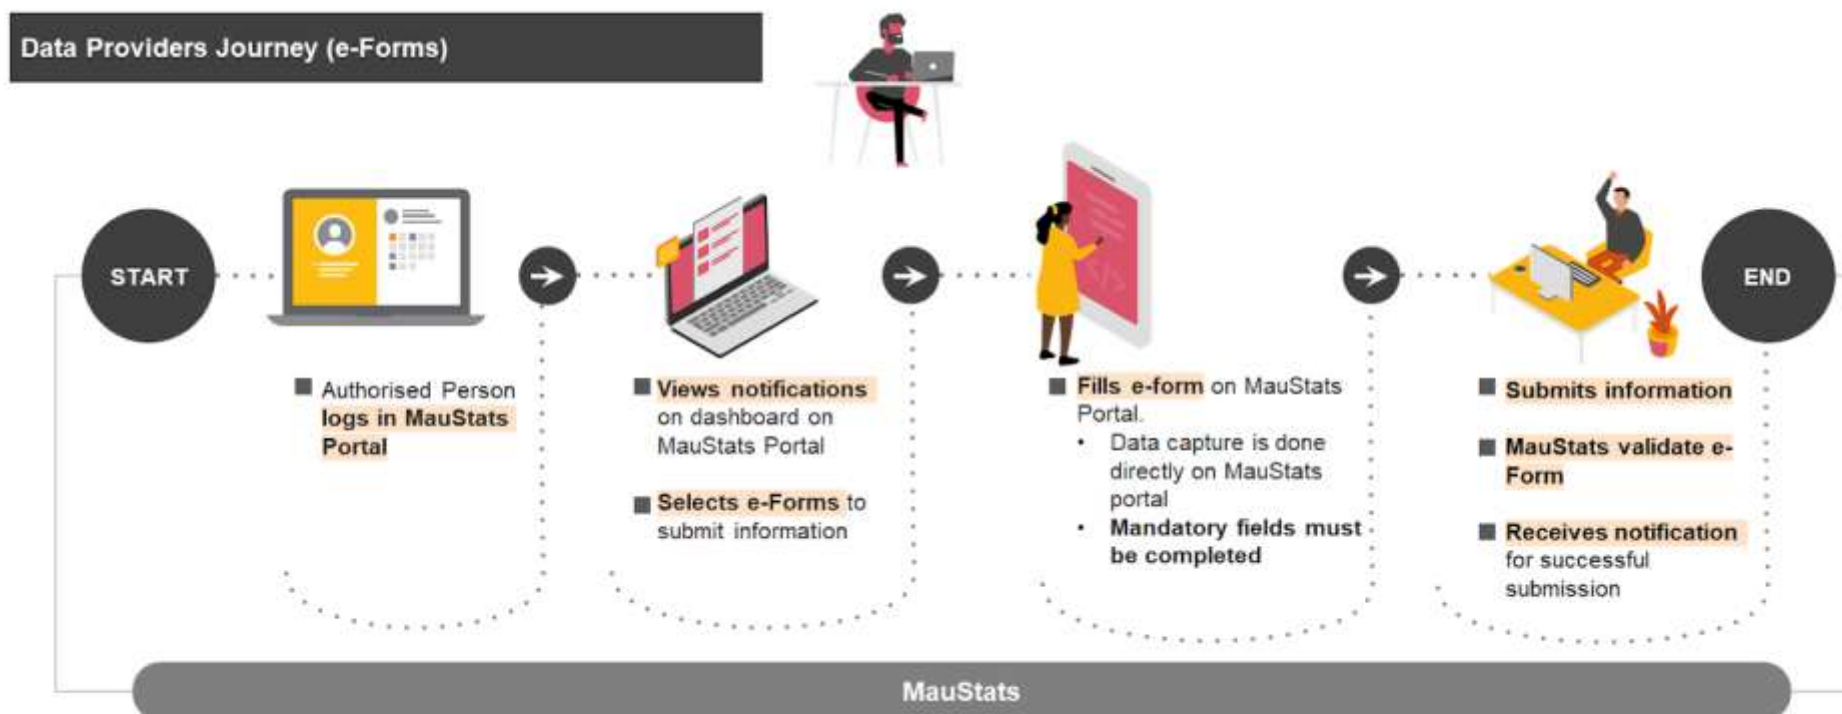 Data Providers Journey (e-Forms)
START
Authorised Person
logs in MauStats
Portal
Views notifications
on dashboard on
MauStats Portal
Selects e-Forms to
submit information
Fills e-form on MauStats
Portal.
• Data capture is done
directly on MauStats
portal
• Mandatory fields must
be completed
Submits information
MauStats validate e-
Form
Receives notification
for successful
submission
END
MauStats